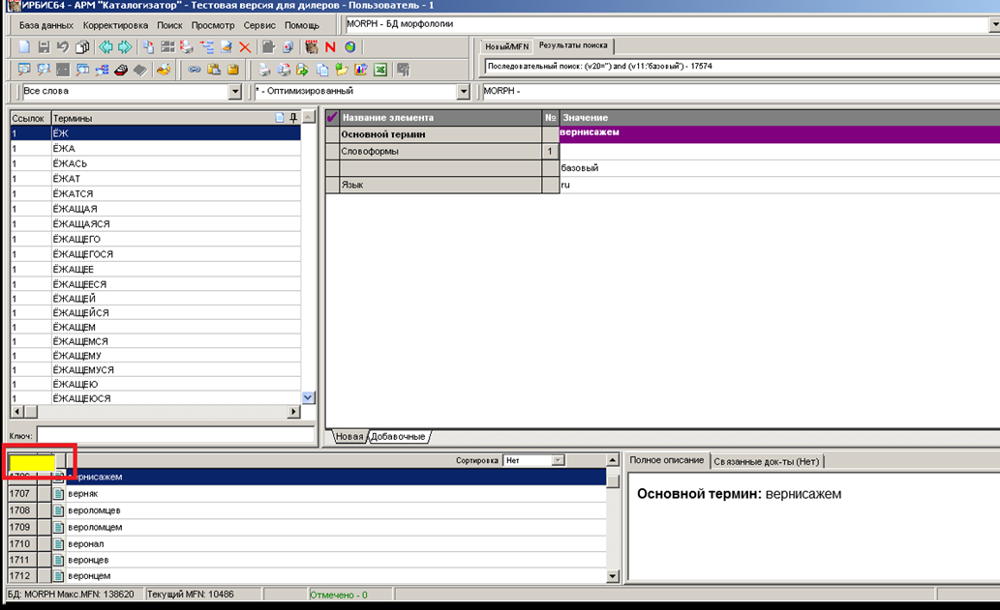 ИРБИС64 - АРМ "Каталогизатор" - Тестовая версия для дилеров - Пользователь - 1
База данных Корректировка Поиск Просмотр Сервис Помощь
MORPH - БД морфологии
Новый/MFN Результаты поиска
Последовательный поиск: (v20='') and (v11:'базовый') - 17574
Все слова
* - Оптимизированный
MORPH -
Ссылок Термины
1 ЁЖ
1 ЁЖА
1 ЁЖАСЬ
1 ЁЖАТ
1 ЁЖАТСЯ
1 ЁЖАЩАЯ
1 ЁЖАЩАЯСЯ
1 ЁЖАЩЕГО
1 ЁЖАЩЕГОСЯ
1 ЁЖАЩЕЕ
1 ЁЖАЩЕЕСЯ
1 ЁЖАЩЕЙ
1 ЁЖАЩЕЙСЯ
1 ЁЖАЩЕМ
1 ЁЖАЩЕМСЯ
1 ЁЖАЩЕМУ
1 ЁЖАЩЕМУСЯ
1 ЁЖАЩЕЮ
1 ЁЖАЩЕЮСЯ
Ключ:
Название элемента № Значение
Основной термин вернисажем
Словоформы 1
базовый
Язык ru
Новая Добавочные
Сортировка Нет
вернисажем
1707 верняк
1708 вероломцев
1709 вероломцем
1710 веронал
1711 веронцев
1712 веронцем
Полное описание Связанные док-ты (Нет)
Основной термин: вернисажем
БД: MORPH Макс.MFN: 138620 Текущий MFN: 10486 Отмечено - 0